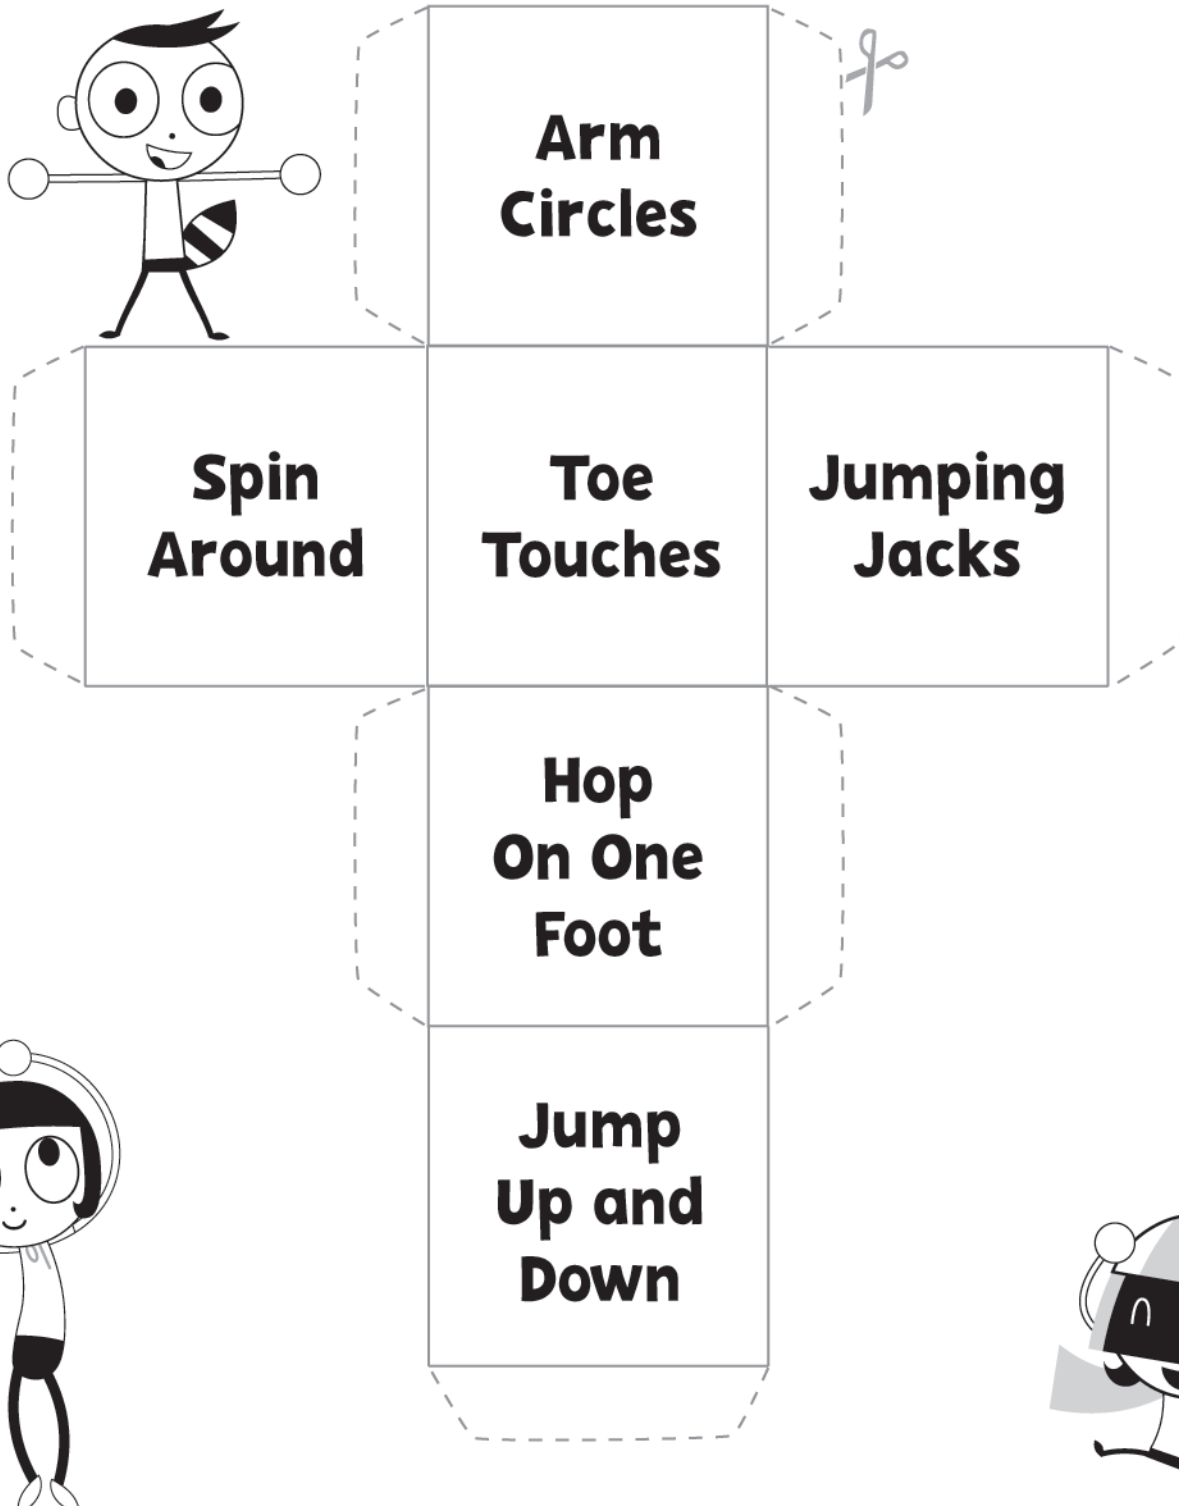 Arm
Circles
Spin
Around
Toe
Touches
Jumping
Jacks
Hop
On One
Foot
Jump
Up and
Down